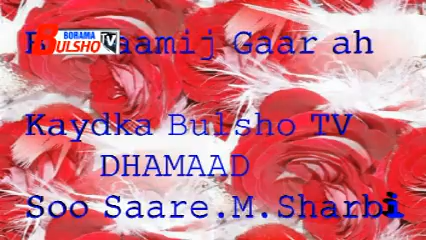 BORAMA
BULSHO TV
Gaar ah
Kaydka Bulsho TV
DHAMAAD
Soo Saare.M.Sharbi